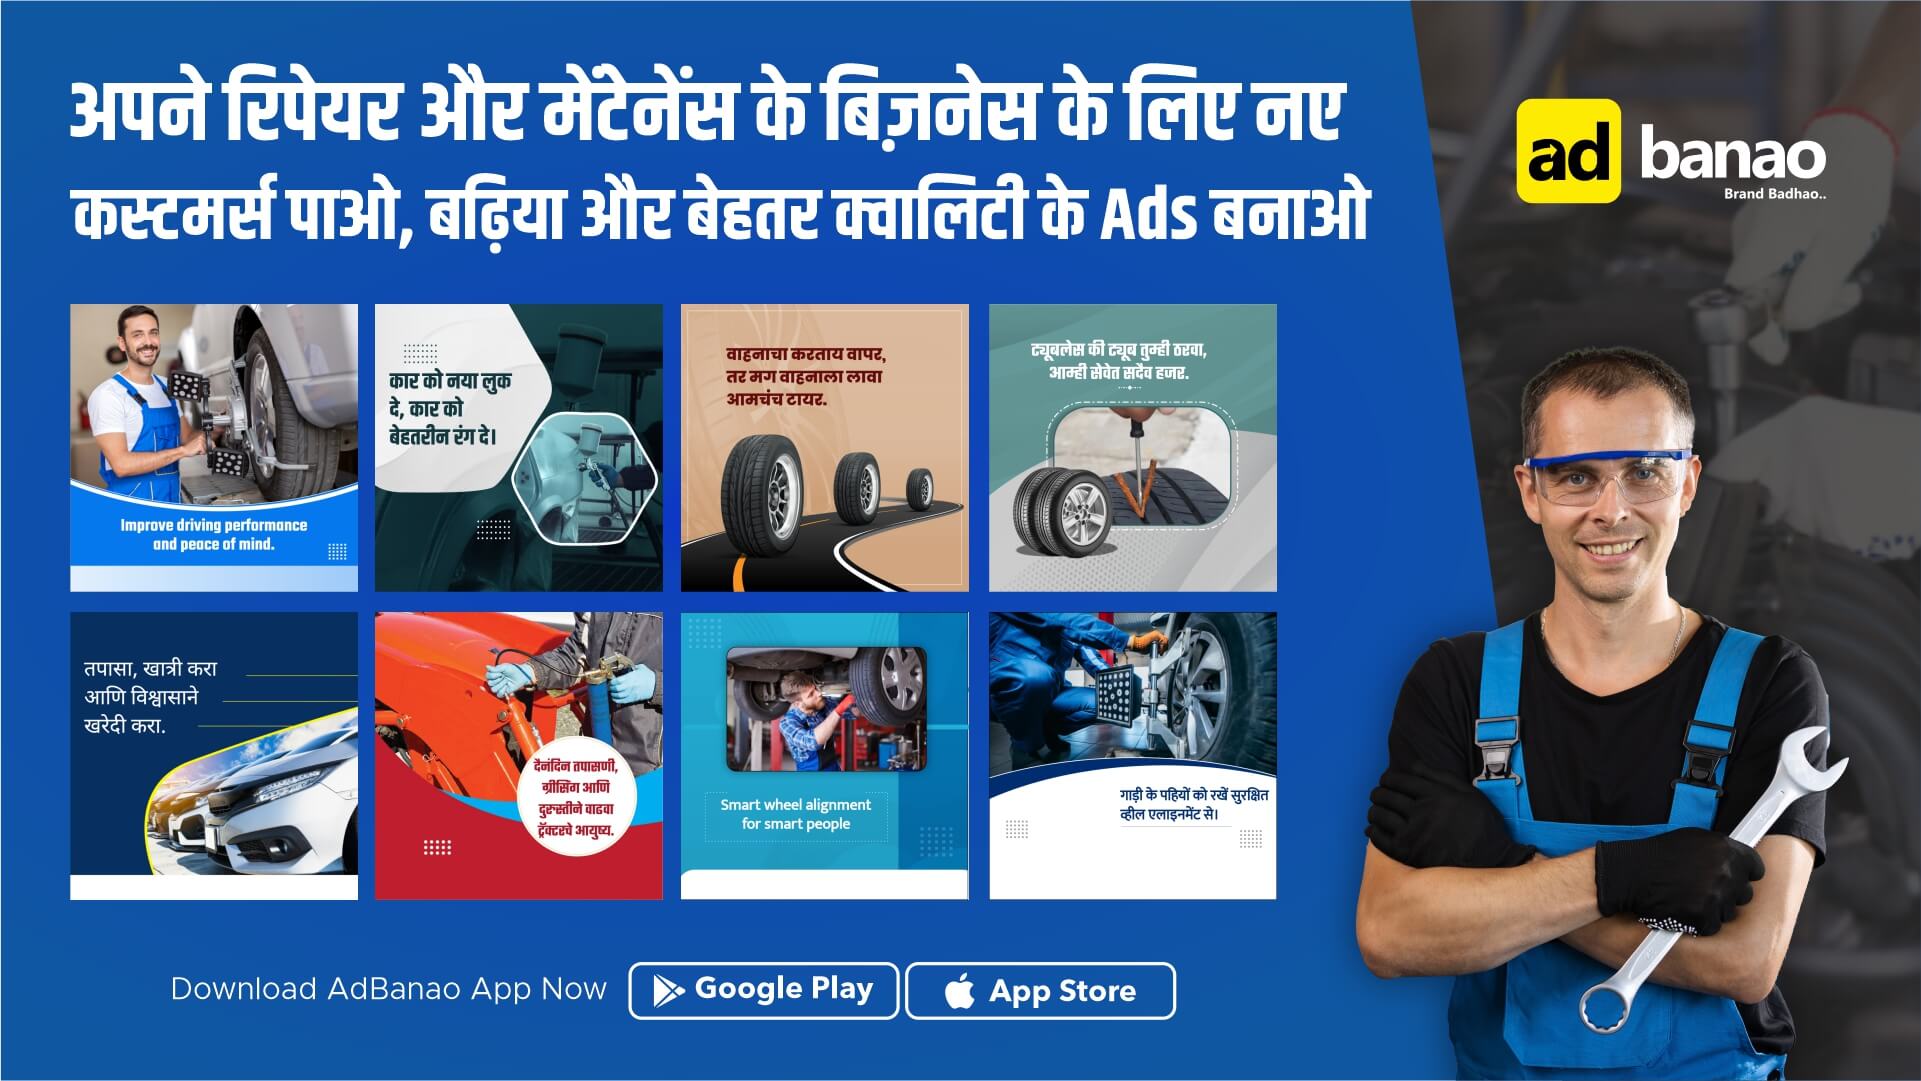 अपने रिपेयर और मेंटेनेंस के बिज़नेस के लिए नए
कस्टमर्स पाओ, बढ़िया और बेहतर क्वालिटी के Ads बनाओ
ad banao
Brand Badhao..
Improve driving performance
and peace of mind.
कार को नया लुक
दे, कार को
बेहतरीन रंग दे।
वाहनाचा करताय वापर,
तर मग वाहनाला लावा
आमचंच टायर.
ट्यूबलेस की ट्यूब तुम्ही ठरवा,
आम्ही सेवेत सदैव हजर.
तपासा, खात्री करा
आणि विश्वासाने
खरेदी करा.
दैनंदिन तपासणी,
ग्रीसिंग आणि
दुरुस्तीने वाढवा
ट्रॅक्टरचे आयुष्य.
Smart wheel alignment
for smart people
गाड़ी के पहियों को रखें सुरक्षित
व्हील एलाइनमेंट से।
Download AdBanao App Now
Google Play
App Store